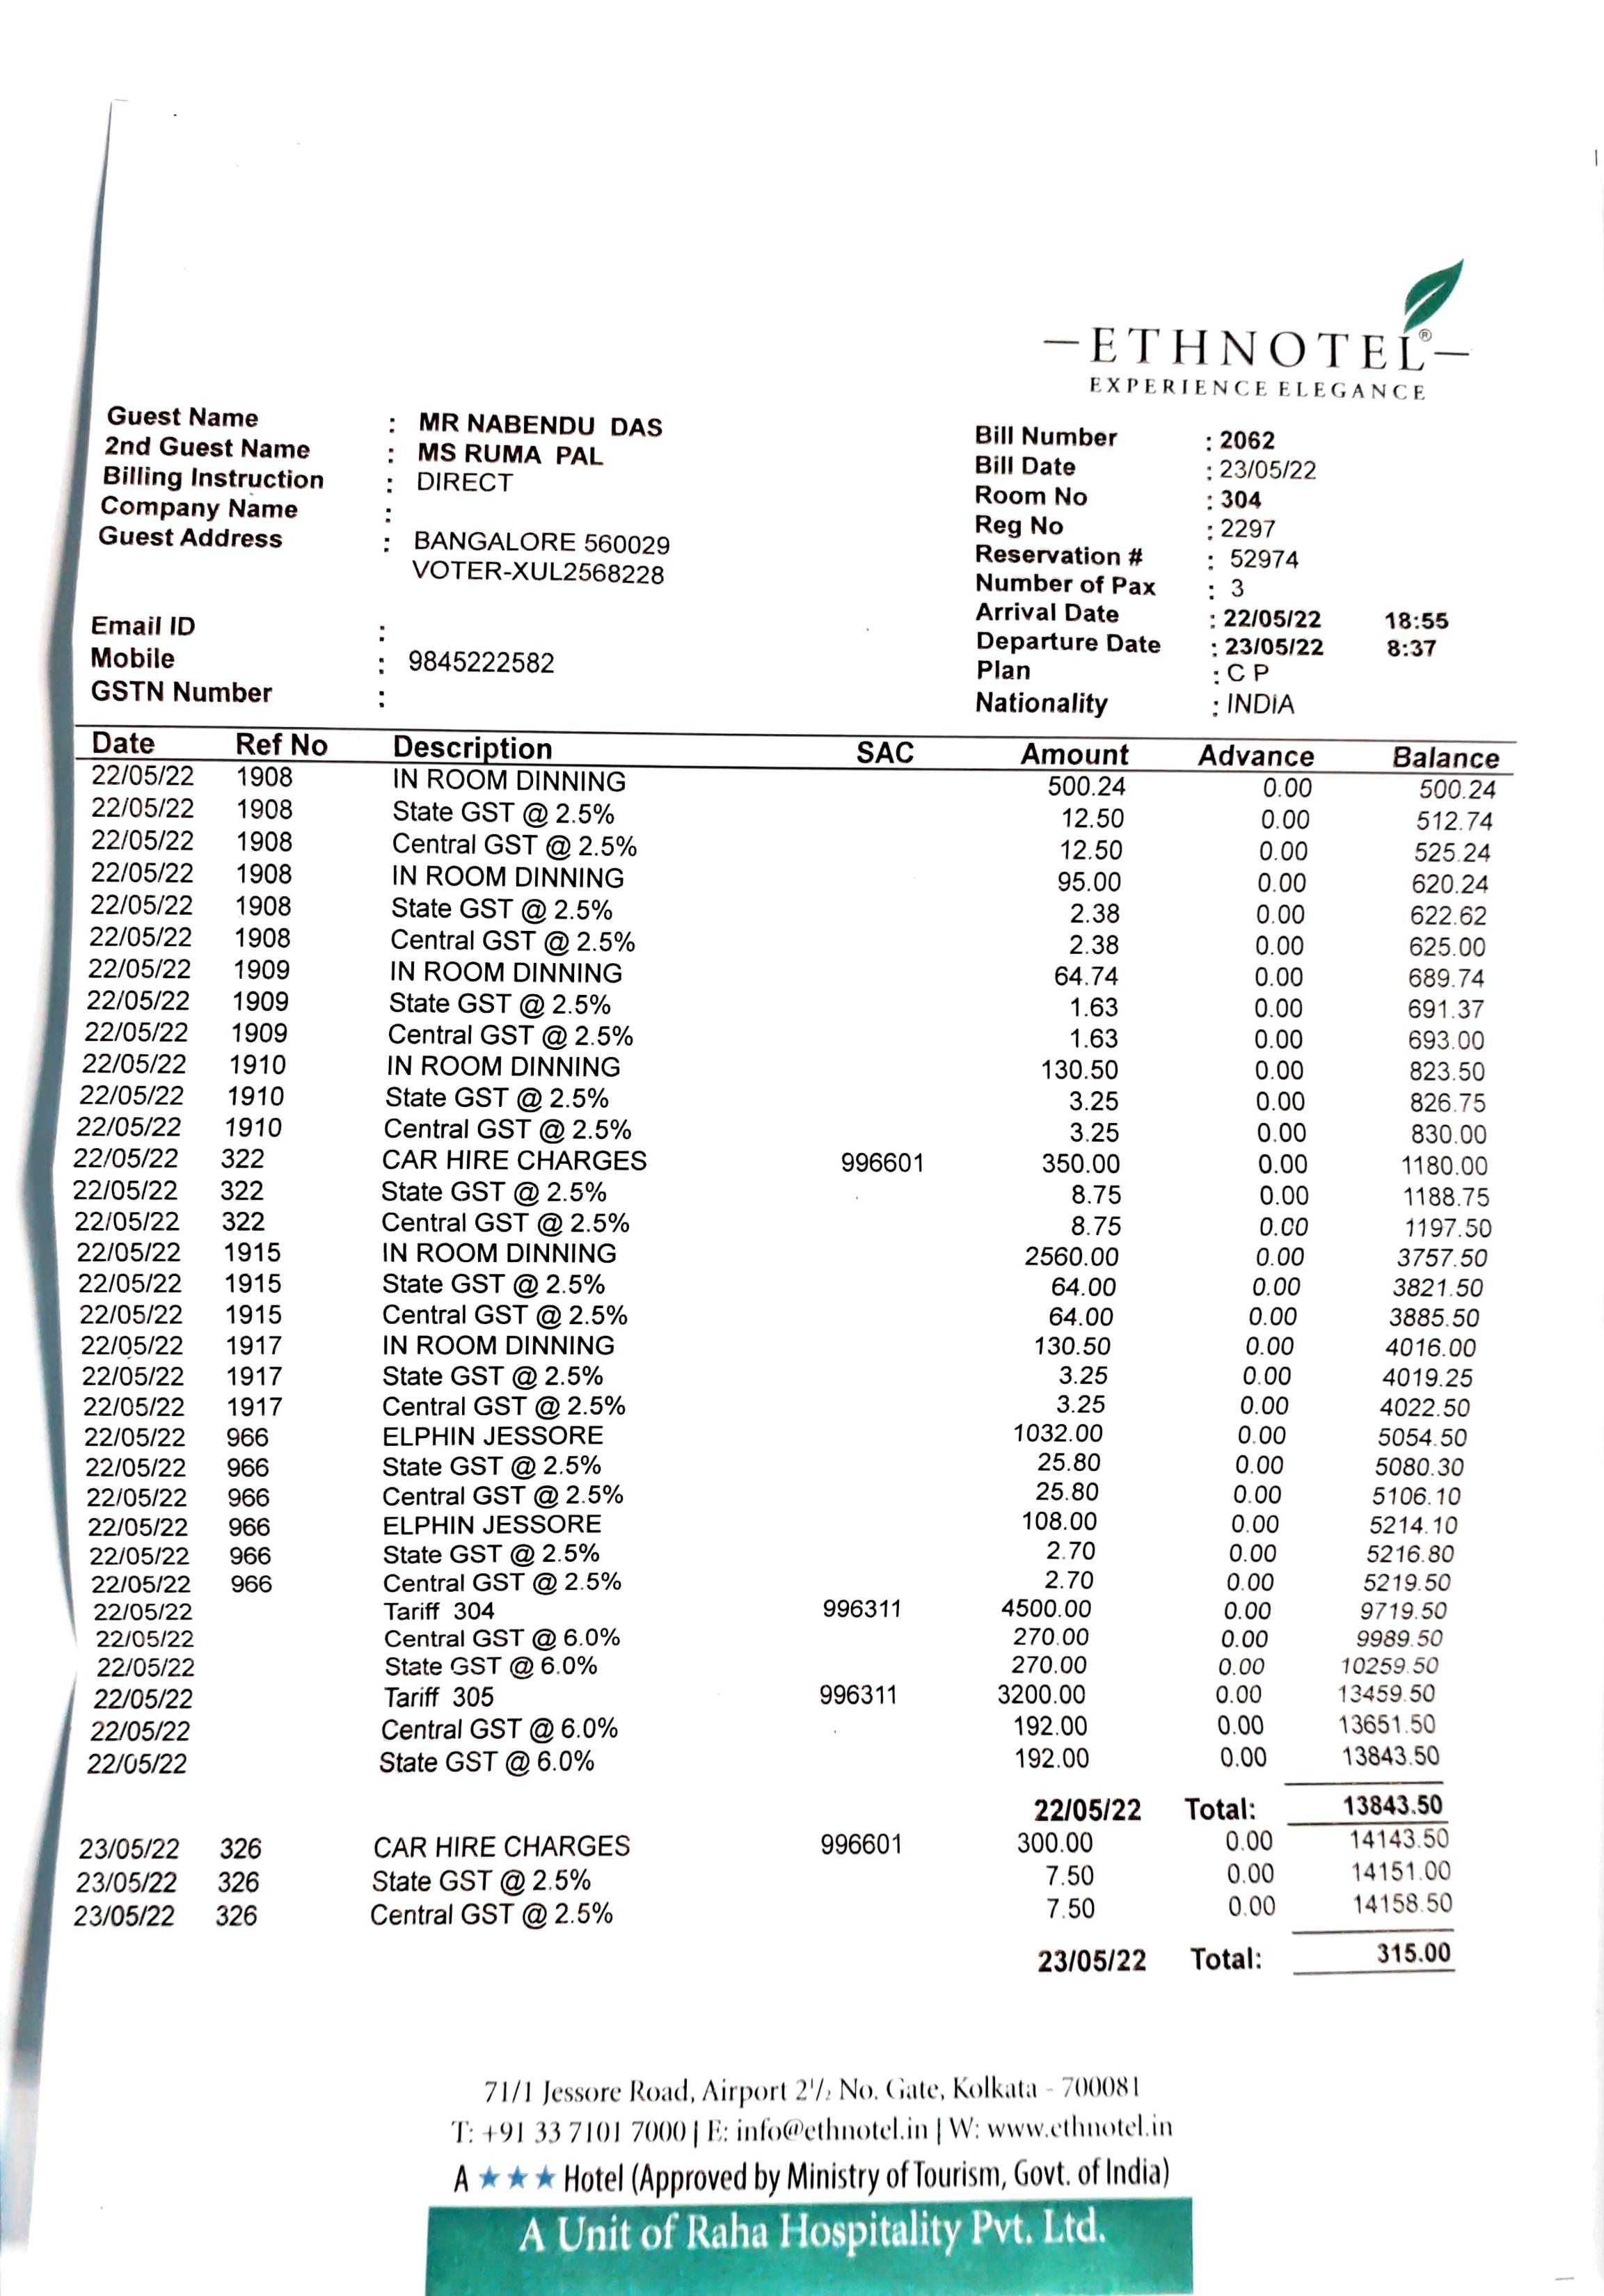 -ETHNOTEL®-
EXPERIENCE ELEGANCE
Guest Name : MR NABENDU DAS
2nd Guest Name : MS RUMA PAL
Billing Instruction : DIRECT
Company Name :
Guest Address : BANGALORE 560029
VOTER-XUL2568228
Email ID :
Mobile : 9845222582
GSTN Number :
Bill Number : 2062
Bill Date : 23/05/22
Room No : 304
Reg No : 2297
Reservation # : 52974
Number of Pax : 3
Arrival Date : 22/05/22 18:55
Departure Date : 23/05/22 8:37
Plan : C P
Nationality : INDIA
Date Ref No Description SAC Amount Advance Balance
22/05/22 1908 IN ROOM DINNING 500.24 0.00 500.24
22/05/22 1908 State GST @ 2.5% 12.50 0.00 512.74
22/05/22 1908 Central GST @ 2.5% 12.50 0.00 525.24
22/05/22 1908 IN ROOM DINNING 95.00 0.00 620.24
22/05/22 1908 State GST @ 2.5% 2.38 0.00 622.62
22/05/22 1908 Central GST @ 2.5% 2.38 0.00 625.00
22/05/22 1909 IN ROOM DINNING 64.74 0.00 689.74
22/05/22 1909 State GST @ 2.5% 1.63 0.00 691.37
22/05/22 1909 Central GST @ 2.5% 1.63 0.00 693.00
22/05/22 1910 IN ROOM DINNING 130.50 0.00 823.50
22/05/22 1910 State GST @ 2.5% 3.25 0.00 826.75
22/05/22 1910 Central GST @ 2.5% 3.25 0.00 830.00
22/05/22 322 CAR HIRE CHARGES 996601 350.00 0.00 1180.00
22/05/22 322 State GST @ 2.5% 8.75 0.00 1188.75
22/05/22 322 Central GST @ 2.5% 8.75 0.00 1197.50
22/05/22 1915 IN ROOM DINNING 2560.00 0.00 3757.50
22/05/22 1915 State GST @ 2.5% 64.00 0.00 3821.50
22/05/22 1915 Central GST @ 2.5% 64.00 0.00 3885.50
22/05/22 1917 IN ROOM DINNING 130.50 0.00 4016.00
22/05/22 1917 State GST @ 2.5% 3.25 0.00 4019.25
22/05/22 1917 Central GST @ 2.5% 3.25 0.00 4022.50
22/05/22 966 ELPHIN JESSORE 1032.00 0.00 5054.50
22/05/22 966 State GST @ 2.5% 25.80 0.00 5080.30
22/05/22 966 Central GST @ 2.5% 25.80 0.00 5106.10
22/05/22 966 ELPHIN JESSORE 108.00 0.00 5214.10
22/05/22 966 State GST @ 2.5% 2.70 0.00 5216.80
22/05/22 966 Central GST @ 2.5% 2.70 0.00 5219.50
22/05/22 Tariff 304 996311 4500.00 0.00 9719.50
22/05/22 Central GST @ 6.0% 270.00 0.00 9989.50
22/05/22 State GST @ 6.0% 270.00 0.00 10259.50
22/05/22 Tariff 305 996311 3200.00 0.00 13459.50
22/05/22 Central GST @ 6.0% 192.00 0.00 13651.50
22/05/22 State GST @ 6.0% 192.00 0.00 13843.50
22/05/22 Total: 13843.50
23/05/22 326 CAR HIRE CHARGES 996601 300.00 0.00 14143.50
23/05/22 326 State GST @ 2.5% 7.50 0.00 14151.00
23/05/22 326 Central GST @ 2.5% 7.50 0.00 14158.50
23/05/22 Total: 315.00
71/1 Jessore Road, Airport 2½ No. Gate, Kolkata - 700081
T: +91 33 7101 7000 | E: info@ethnotel.in | W: www.ethnotel.in
A ★★★ Hotel (Approved by Ministry of Tourism, Govt. of India)
A Unit of Raha Hospitality Pvt. Ltd.